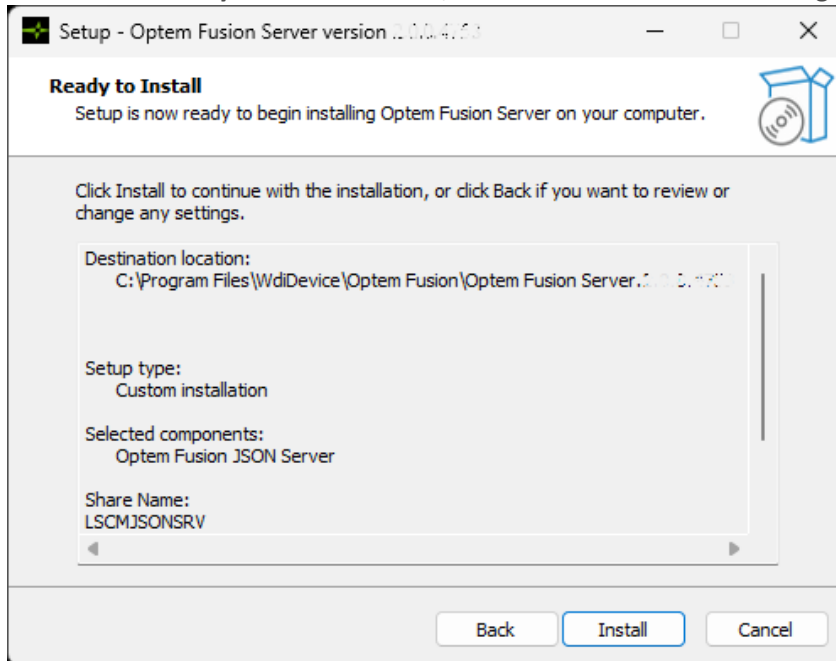 Setup - Optem Fusion Server version
Ready to Install
Setup is now ready to begin installing Optem Fusion Server on your computer.
Click Install to continue with the installation, or click Back if you want to review or
change any settings.
Destination location:
C:\Program Files\WdiDevice\Optem Fusion\Optem Fusion Server.
Setup type:
Custom installation
Selected components:
Optem Fusion JSON Server
Share Name:
LSCMJSONSRV
Back Install Cancel